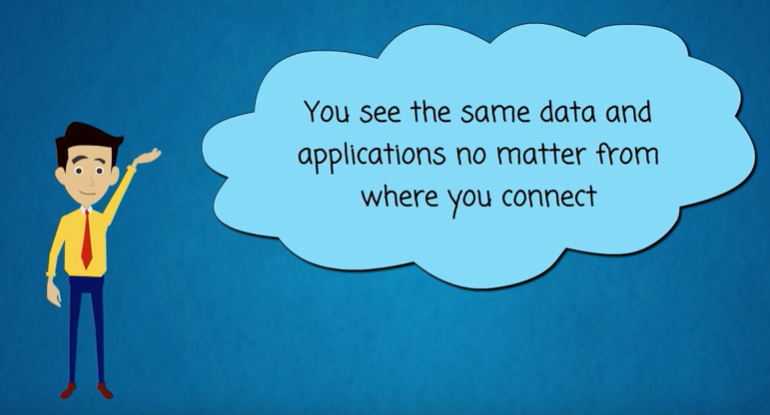 You see the same data and
applications no matter from
where you connect